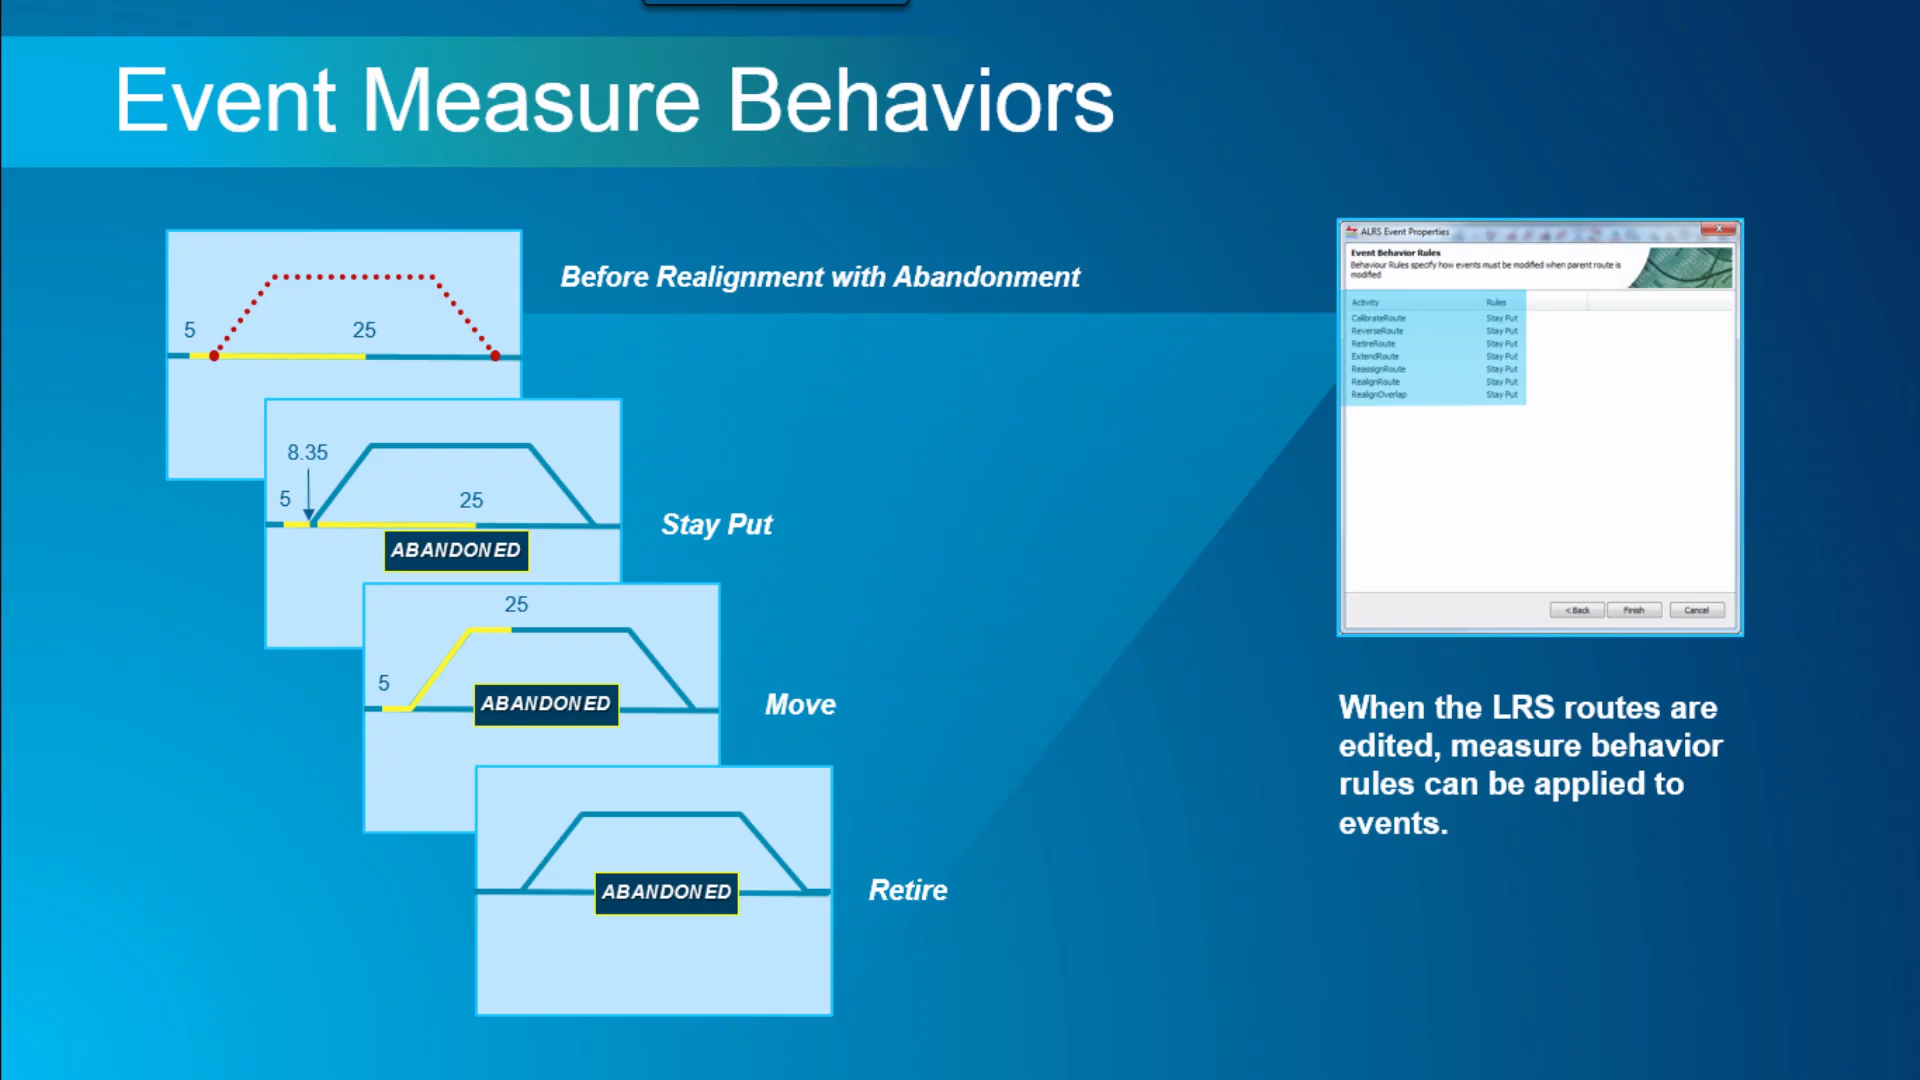 Event Measure Behaviors
5
25
Before Realignment with Abandonment
8.35
5
25
ABANDONED
Stay Put
25
5
ABANDONED
Move
ABANDONED
Retire
ALRS Event Properties
Event Behavior Rules
Behaviour Rules specify how events must be modified when parent route is
modified
Activity Rules
CalibrateRoute Stay Put
ReverseRoute Stay Put
RetireRoute Stay Put
ExtendRoute Stay Put
ReassignRoute Stay Put
RealignRoute Stay Put
RealignOverlap Stay Put
< Back Finish Cancel
When the LRS routes are
edited, measure behavior
rules can be applied to
events.